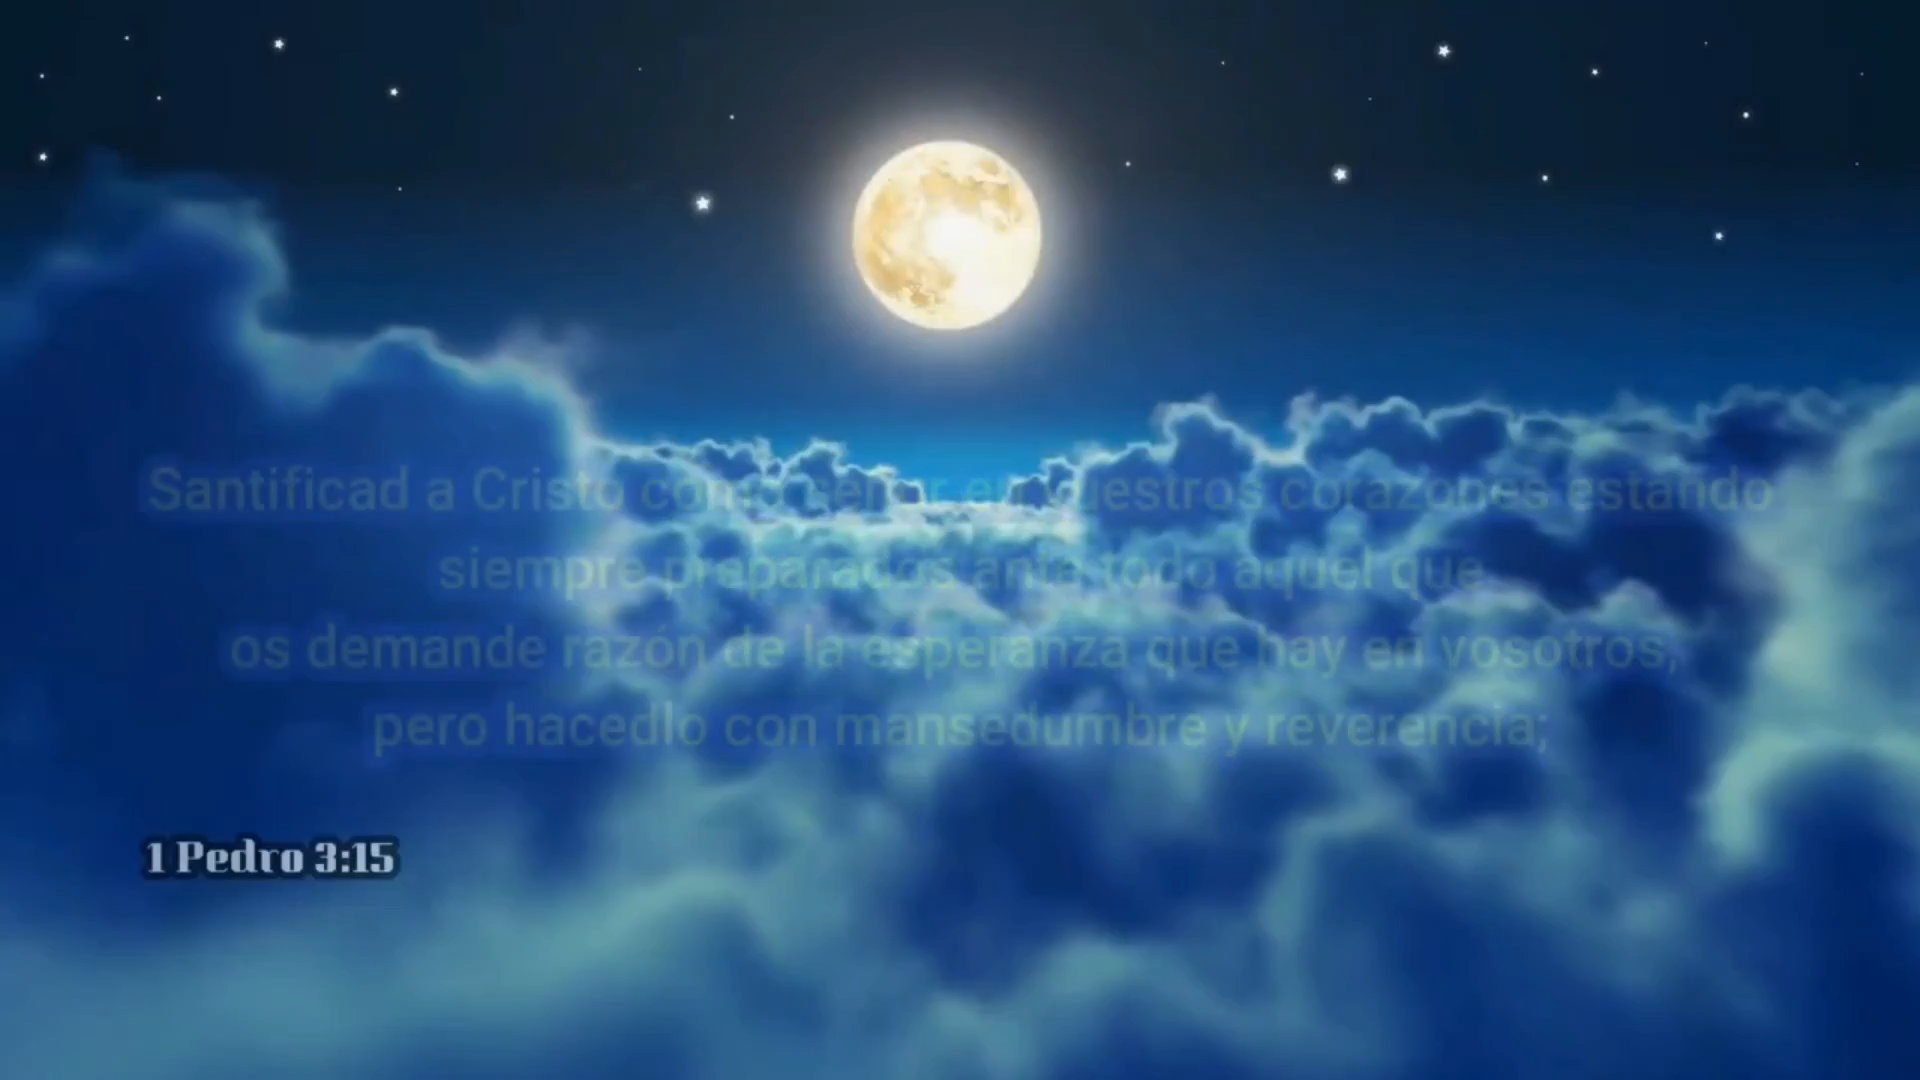 Santificad a Cristo como señor en vuestros corazones estando
siempre preparados ante todo aquel que
os demande razón de la esperanza que hay en vosotros,
pero hacedlo con mansedumbre y reverencia;
1 Pedro 3:15